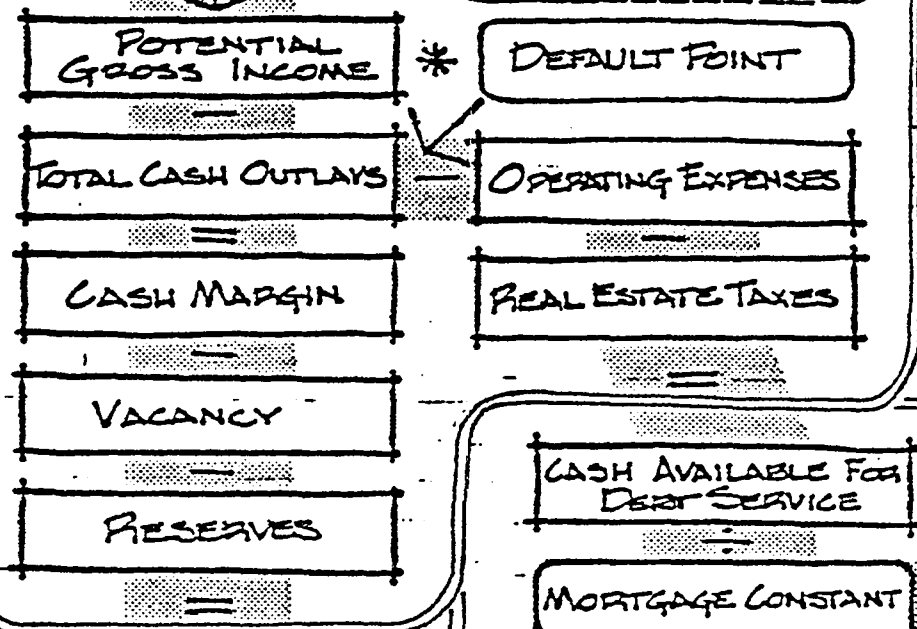 POTENTIAL
GROSS INCOME
* DEFAULT POINT
−
TOTAL CASH OUTLAYS
− OPERATING EXPENSES
=
−
CASH MARGIN
REAL ESTATE TAXES
−
=
VACANCY
−
CASH AVAILABLE FOR
DEBT SERVICE
RESERVES
÷
=
MORTGAGE CONSTANT